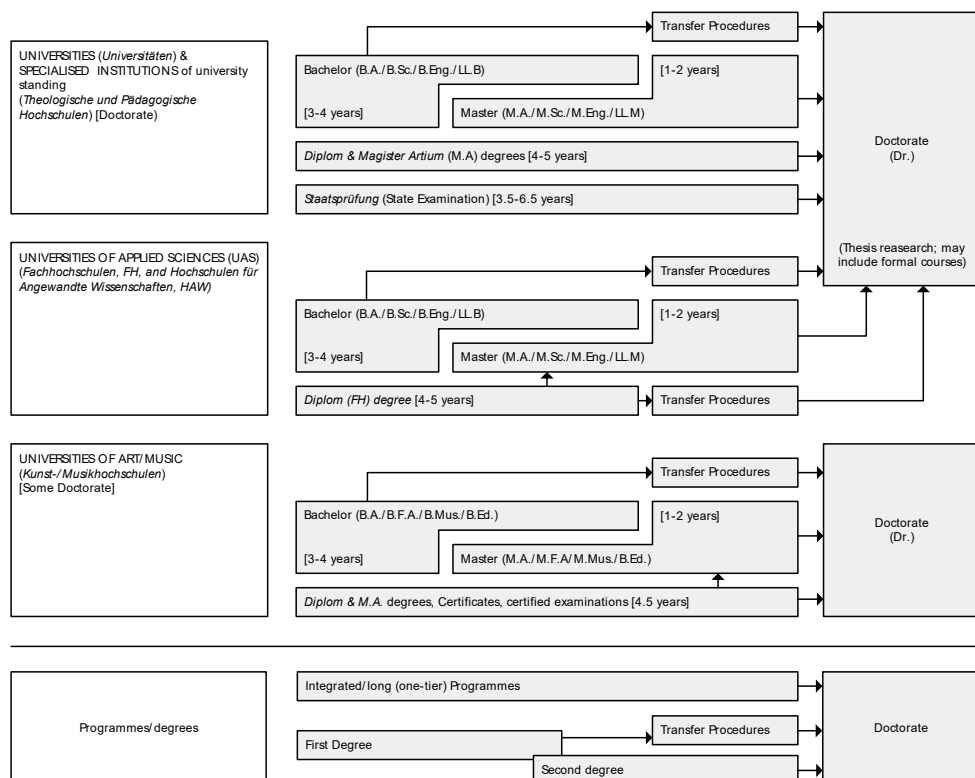 Transfer Procedures
UNIVERSITIES (Universitäten) &
SPECIALISED INSTITUTIONS of university
standing
(Theologische und Pädagogische
Hochschulen) [Doctorate)
Bachelor (B.A./B.Sc./B.Eng./LL.B)
[3-4 years]
[1-2 years]
Master (M.A./M.Sc./M.Eng./LL.M)
Diplom & Magister Artium (M.A) degrees [4-5 years]
Staatsprüfung (State Examination) [3.5-6.5 years]
Doctorate
(Dr.)
(Thesis reasearch; may
include formal courses)
UNIVERSITIES OF APPLIED SCIENCES (UAS)
(Fachhochschulen, FH, and Hochschulen für
Angewandte Wissenschaften, HAW)
Transfer Procedures
Bachelor (B.A./B.Sc./B.Eng./LL.B)
[3-4 years]
[1-2 years]
Master (M.A./M.Sc./M.Eng./LL.M)
Diplom (FH) degree [4-5 years]
Transfer Procedures
UNIVERSITIES OF ART/MUSIC
(Kunst-/Musikhochschulen)
[Some Doctorate]
Transfer Procedures
Bachelor (B.A./B.F.A./B.Mus./B.Ed.)
[3-4 years]
[1-2 years]
Master (M.A./M.F.A/M.Mus./B.Ed.)
Diplom & M.A. degrees, Certificates, certified examinations [4.5 years]
Doctorate
(Dr.)
Programmes/degrees
Integrated/long (one-tier) Programmes
Transfer Procedures
First Degree
Second degree
Doctorate